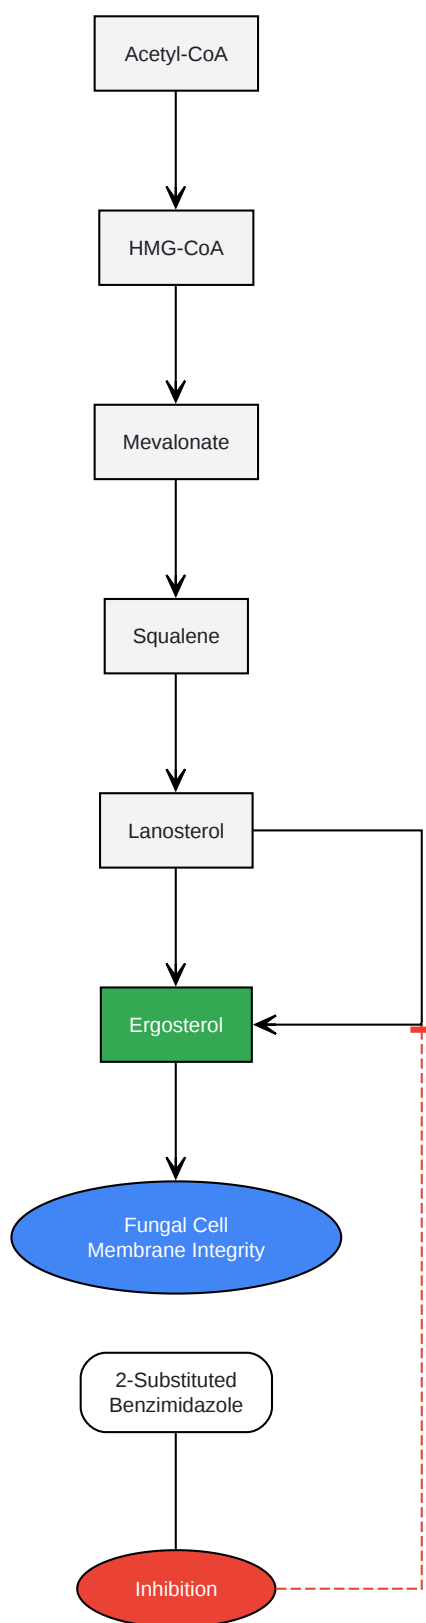 Acetyl-CoA
HMG-CoA
Mevalonate
Squalene
Lanosterol
Ergosterol
Fungal Cell
Membrane Integrity
2-Substituted
Benzimidazole
Inhibition